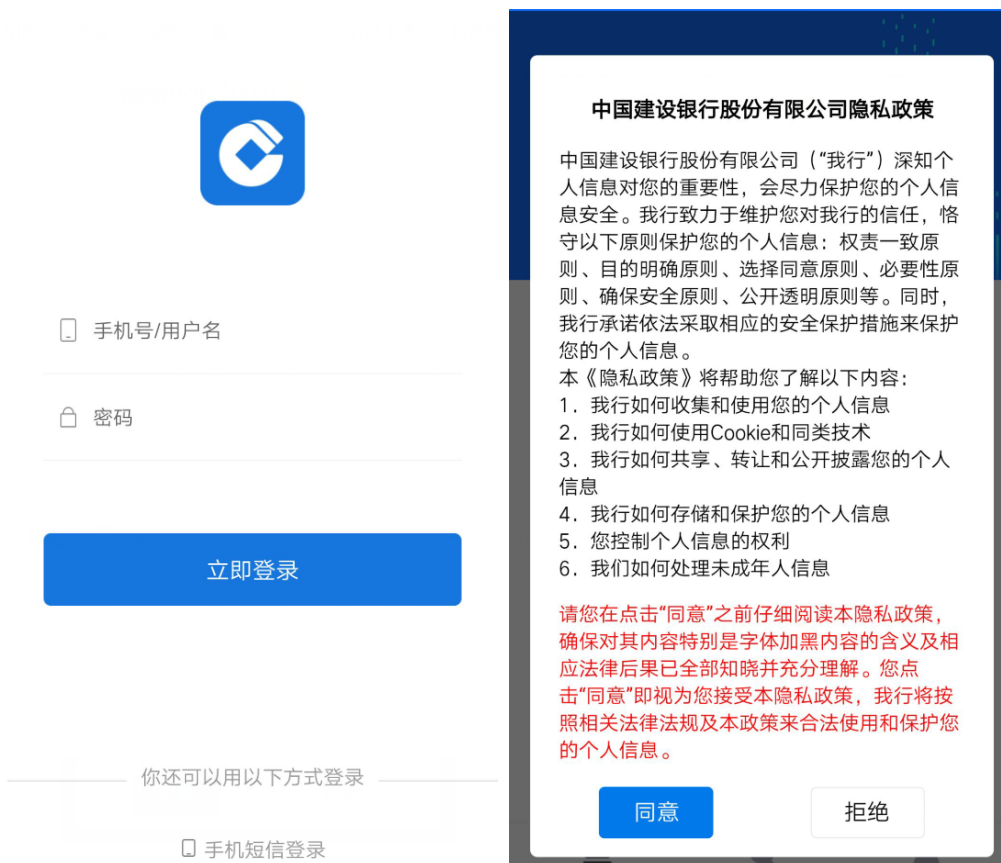 手机号/用户名
密码
立即登录
你还可以用以下方式登录
手机短信登录
中国建设银行股份有限公司隐私政策
中国建设银行股份有限公司（“我行”）深知个
人信息对您的重要性，会尽力保护您的个人信
息安全。我行致力于维护您对我行的信任，恪
守以下原则保护您的个人信息：权责一致原
则、目的明确原则、选择同意原则、必要性原
则、确保安全原则、公开透明原则等。同时，
我行承诺依法采取相应的安全保护措施来保护
您的个人信息。
本《隐私政策》将帮助您了解以下内容：
1．我行如何收集和使用您的个人信息
2．我行如何使用Cookie和同类技术
3．我行如何共享、转让和公开披露您的个人
信息
4．我行如何存储和保护您的个人信息
5．您控制个人信息的权利
6．我们如何处理未成年人信息
请您在点击“同意”之前仔细阅读本隐私政策，
确保对其内容特别是字体加黑内容的含义及相
应法律后果已全部知晓并充分理解。您点
击“同意”即视为您接受本隐私政策，我行将按
照相关法律法规及本政策来合法使用和保护您
的个人信息。
同意
拒绝